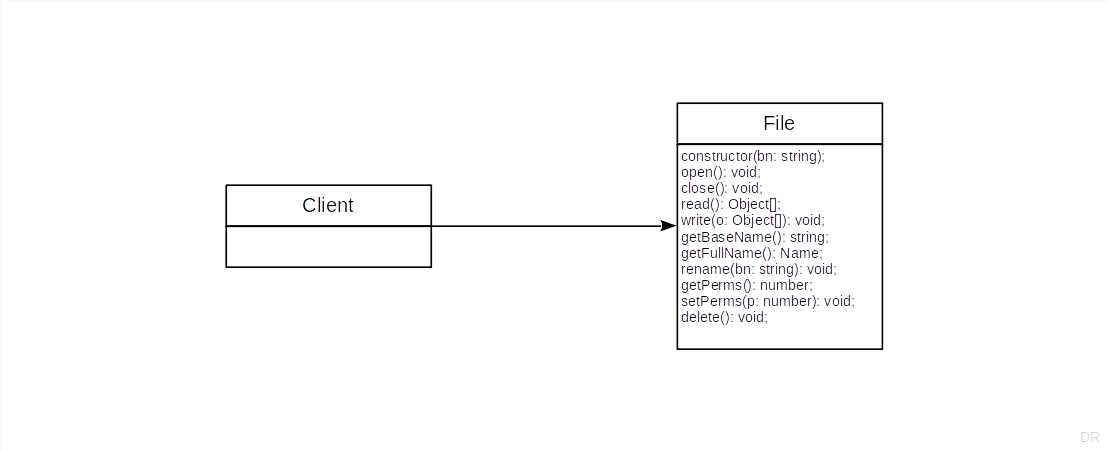 Client
File
constructor(bn: string);
open(): void;
close(): void;
read(): Object[];
write(o: Object[]): void;
getBaseName(): string;
getFullName(): Name;
rename(bn: string): void;
getPerms(): number;
setPerms(p: number): void;
delete(): void;
DR